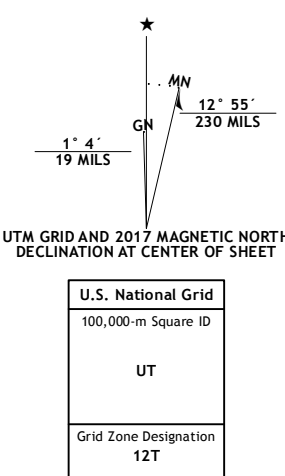 ★
MN
12° 55´
230 MILS
GN
1° 4´
19 MILS
UTM GRID AND 2017 MAGNETIC NORTH
DECLINATION AT CENTER OF SHEET
U.S. National Grid
100,000-m Square ID
UT
Grid Zone Designation
12T